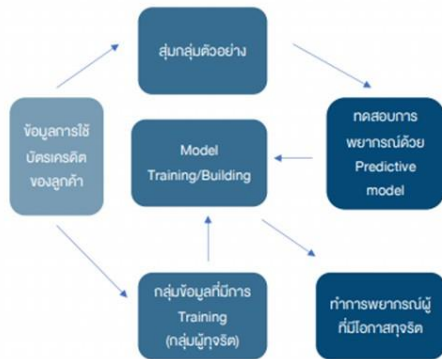 สุ่มกลุ่มตัวอย่าง
ข้อมูลการใช้
บัตรเครดิต
ของลูกค้า
Model
Training/Building
ทดสอบการ
พยากรณ์ด้วย
Predictive
model
กลุ่มข้อมูลที่มีการ
Training
(กลุ่มผู้ทุจริต)
ทำการพยากรณ์ผู้
ที่มีโอกาสทุจริต